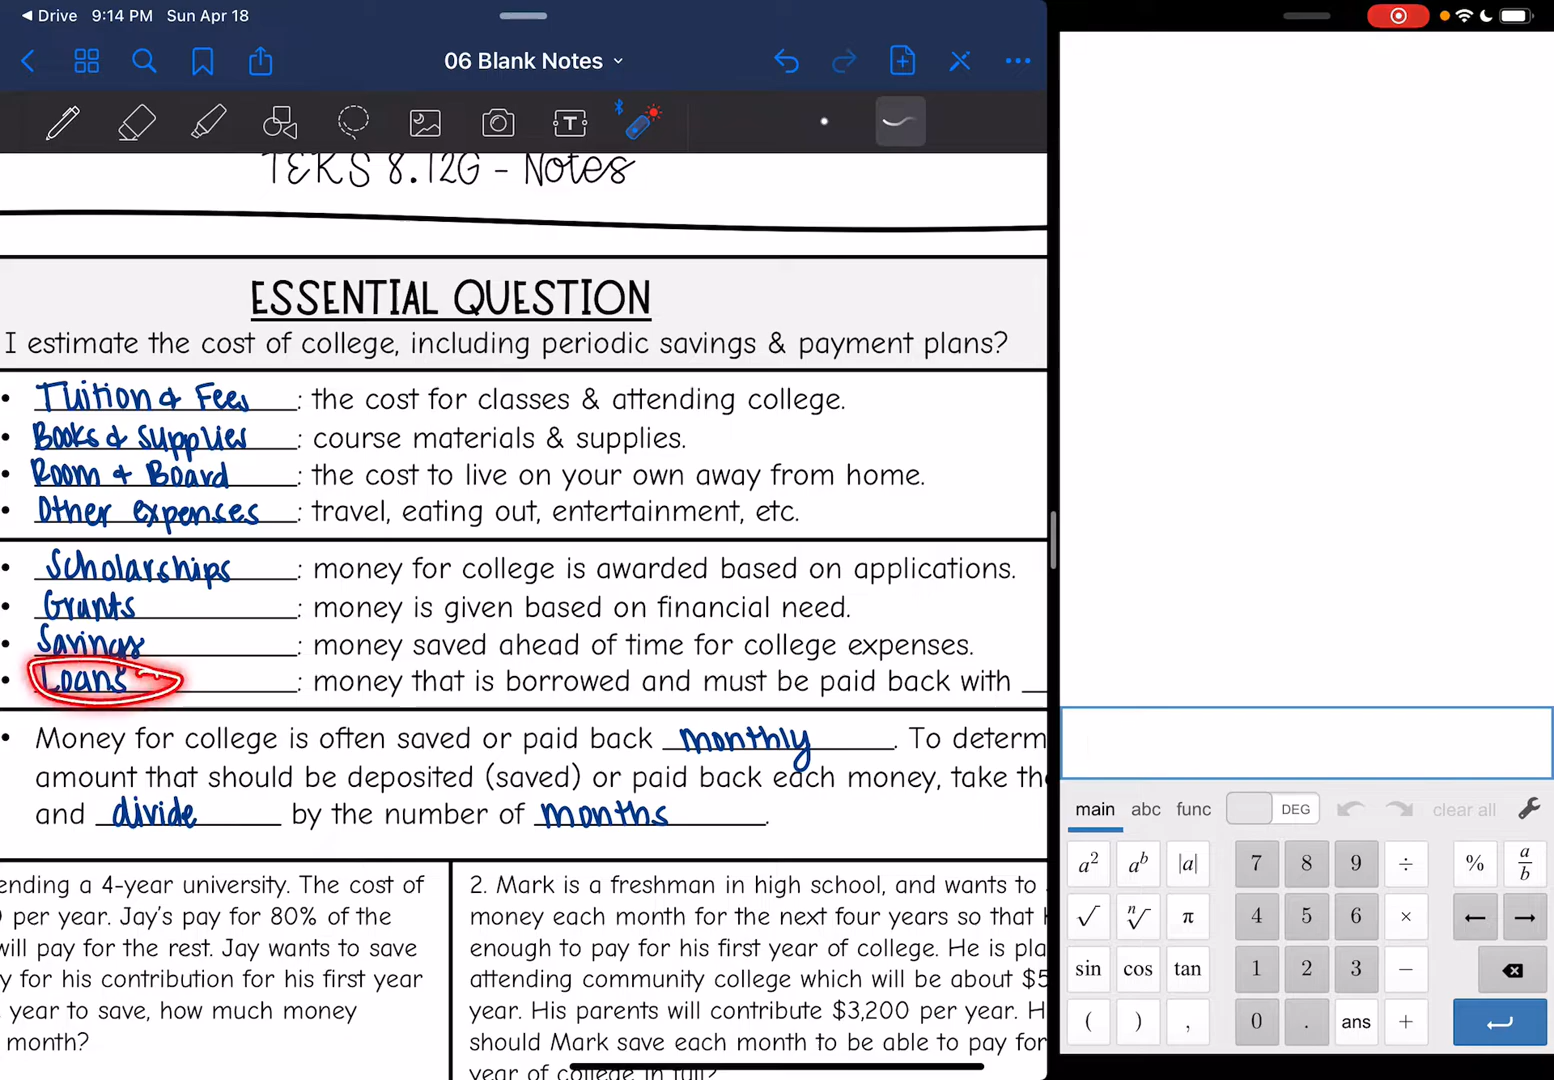 Drive 9:14 PM Sun Apr 18
06 Blank Notes
T
TEKS 8.12G - Notes
ESSENTIAL QUESTION
I estimate the cost of college, including periodic savings & payment plans?
• Tuition & Fees : the cost for classes & attending college.
• Books & Supplies : course materials & supplies.
• Room & Board : the cost to live on your own away from home.
• Other expenses : travel, eating out, entertainment, etc.
• Scholarships : money for college is awarded based on applications.
• Grants : money is given based on financial need.
• Savings : money saved ahead of time for college expenses.
• Loans : money that is borrowed and must be paid back with
• Money for college is often saved or paid back monthly. To determ
amount that should be deposited (saved) or paid back each money, take th
and divide by the number of months.
ending a 4-year university. The cost of
per year. Jay's pay for 80% of the
will pay for the rest. Jay wants to save
y for his contribution for his first year
year to save, how much money
month?
2. Mark is a freshman in high school, and wants to
money each month for the next four years so that
enough to pay for his first year of college. He is pla
attending community college which will be about $5
year. His parents will contribute $3,200 per year. H
should Mark save each month to be able to pay for
year of college in full?
main abc func DEG clear all
a² aᵇ |a| 7 8 9 ÷ % a/b
√ ⁿ√ π 4 5 6 × ← →
sin cos tan 1 2 3 −
( ) , 0 . ans +